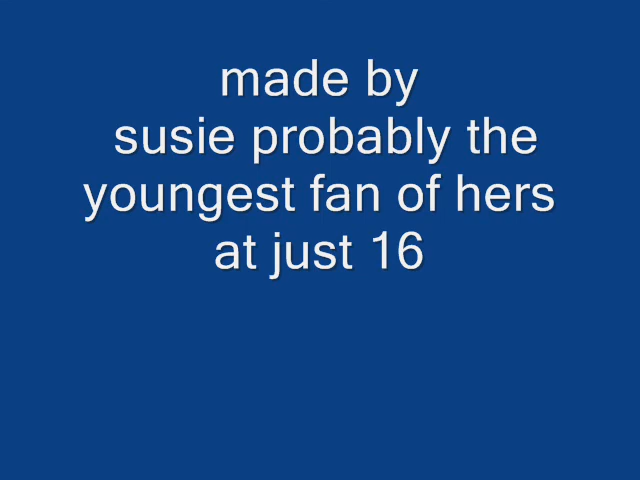 made by
susie probably the
youngest fan of hers
at just 16